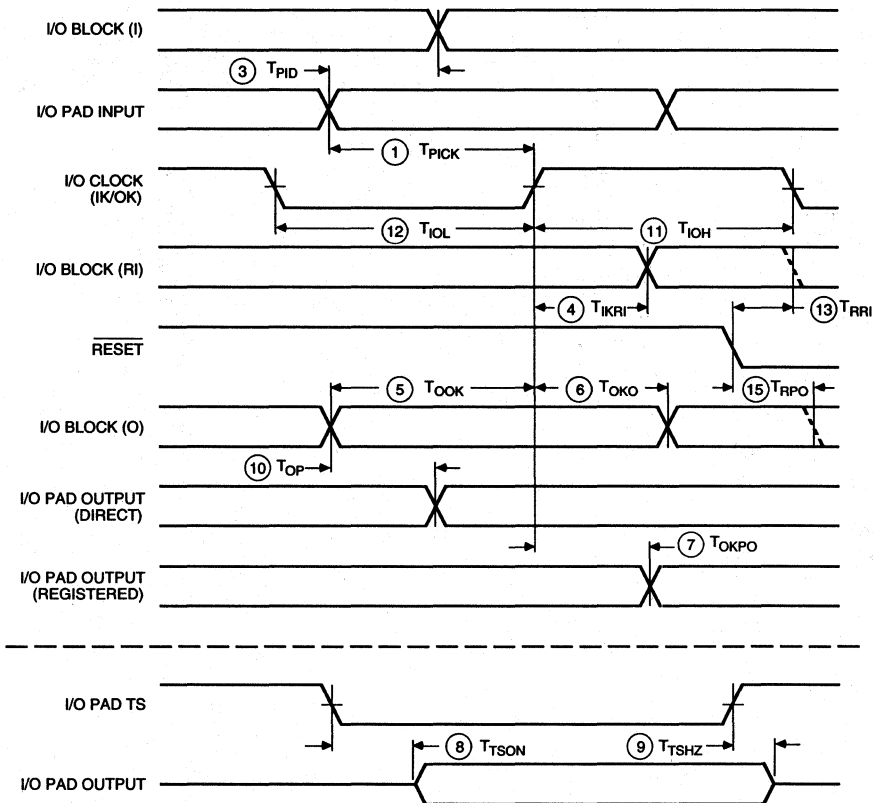 I/O BLOCK (I)
3 TPID
I/O PAD INPUT
1 TPICK
I/O CLOCK
(IK/OK)
12 TIOL
11 TIOH
I/O BLOCK (RI)
4 TIKRI
13 TRRI
RESET
5 TOOK
6 TOKO
15 TRPO
I/O BLOCK (O)
10 TOP
I/O PAD OUTPUT
(DIRECT)
7 TOKPO
I/O PAD OUTPUT
(REGISTERED)
I/O PAD TS
8 TTSON
9 TTSHZ
I/O PAD OUTPUT